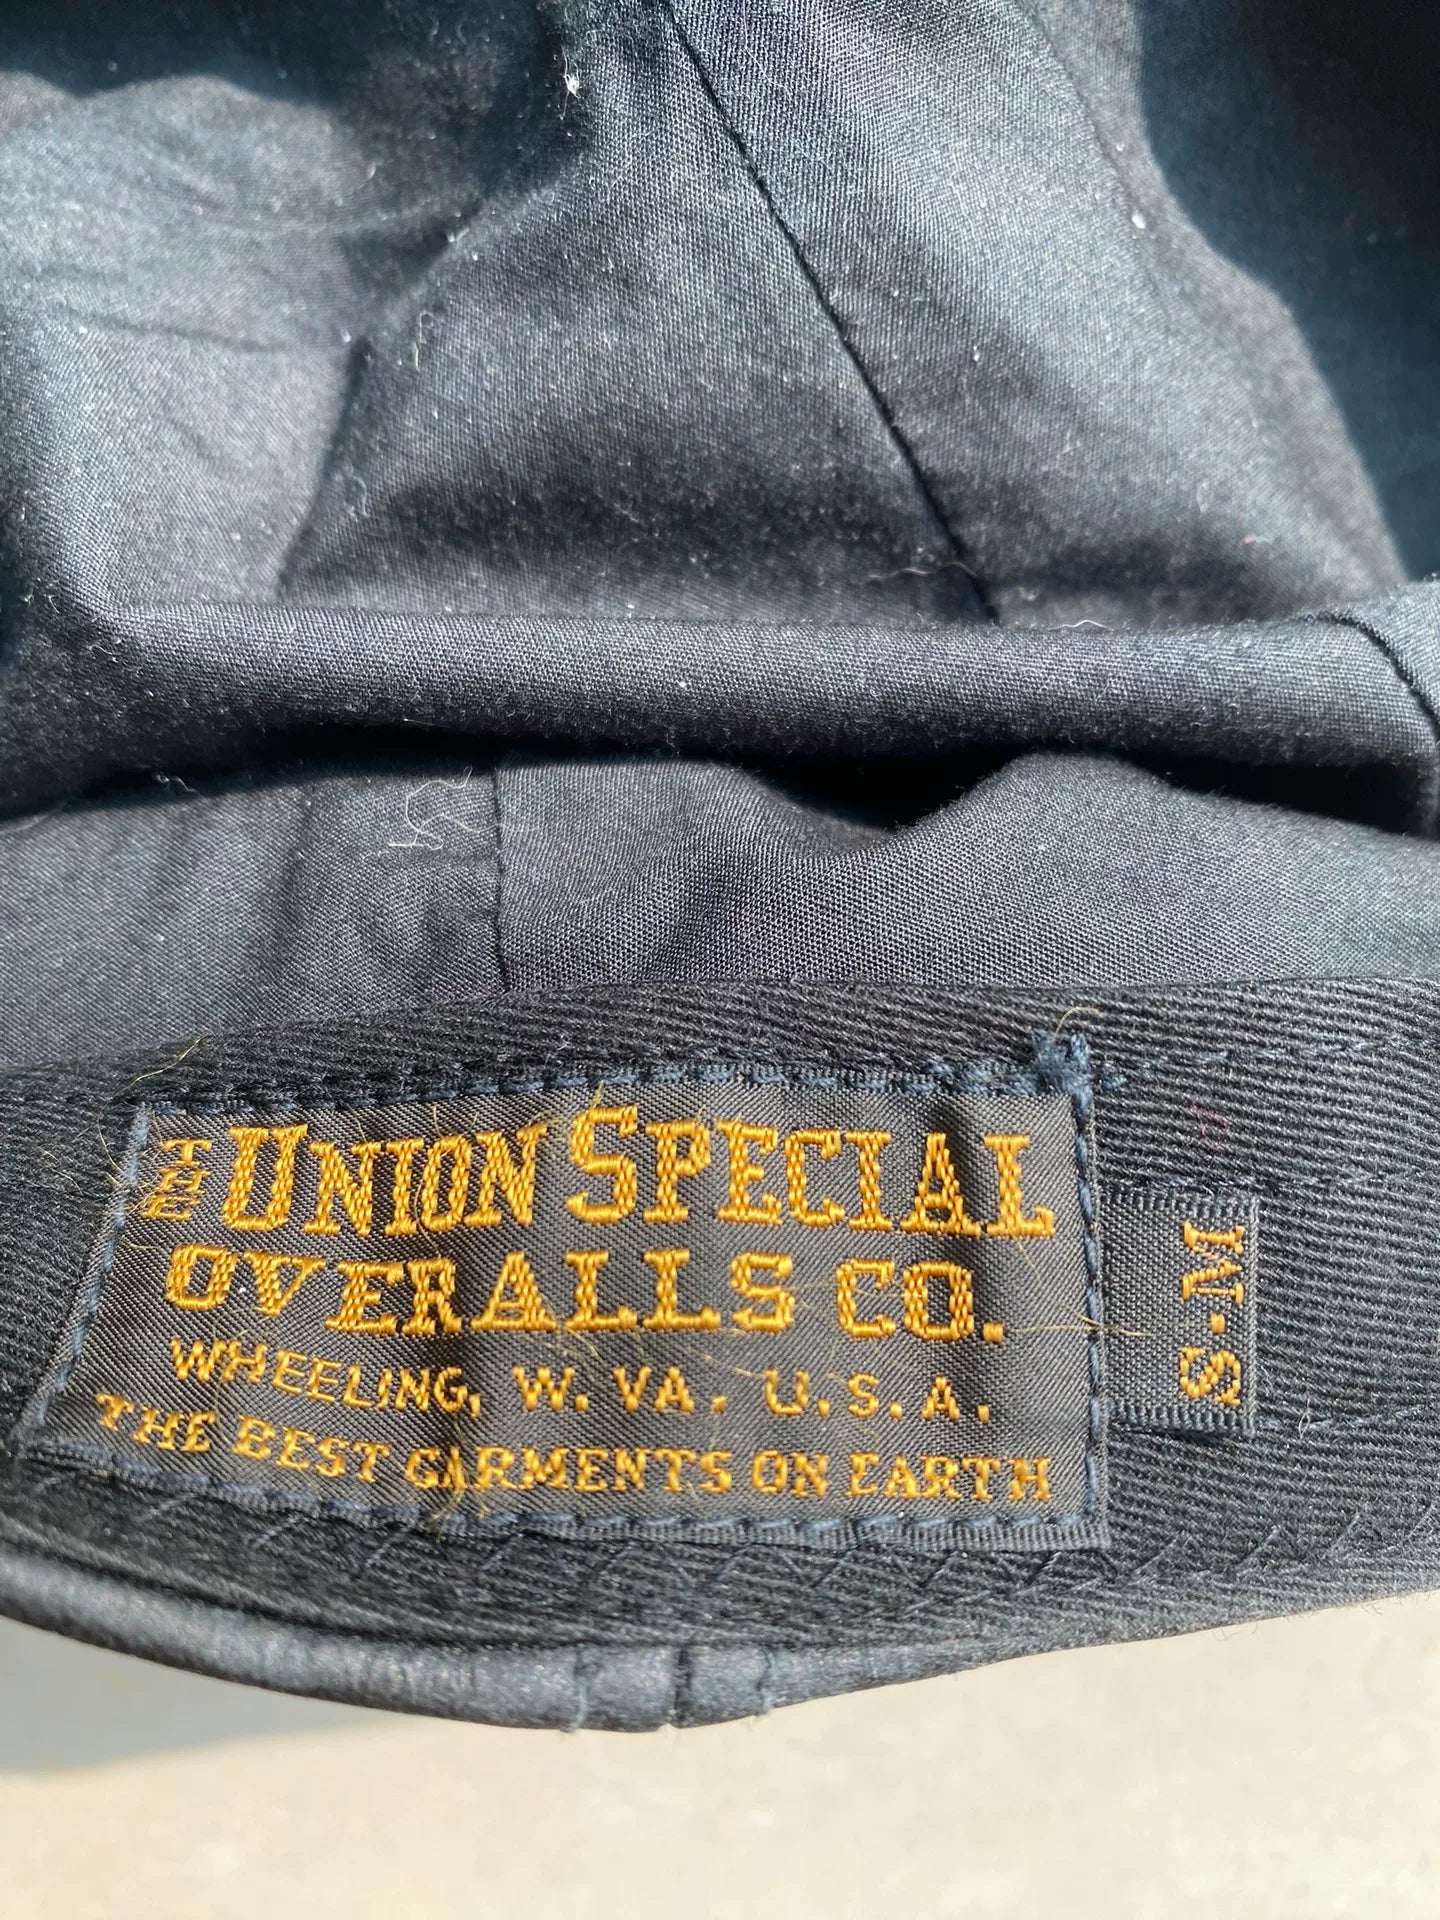 THE UNION SPECIAL
OVERALLS CO.
WHEELING, W. VA. U.S.A.
THE BEST GARMENTS ON EARTH
S-M